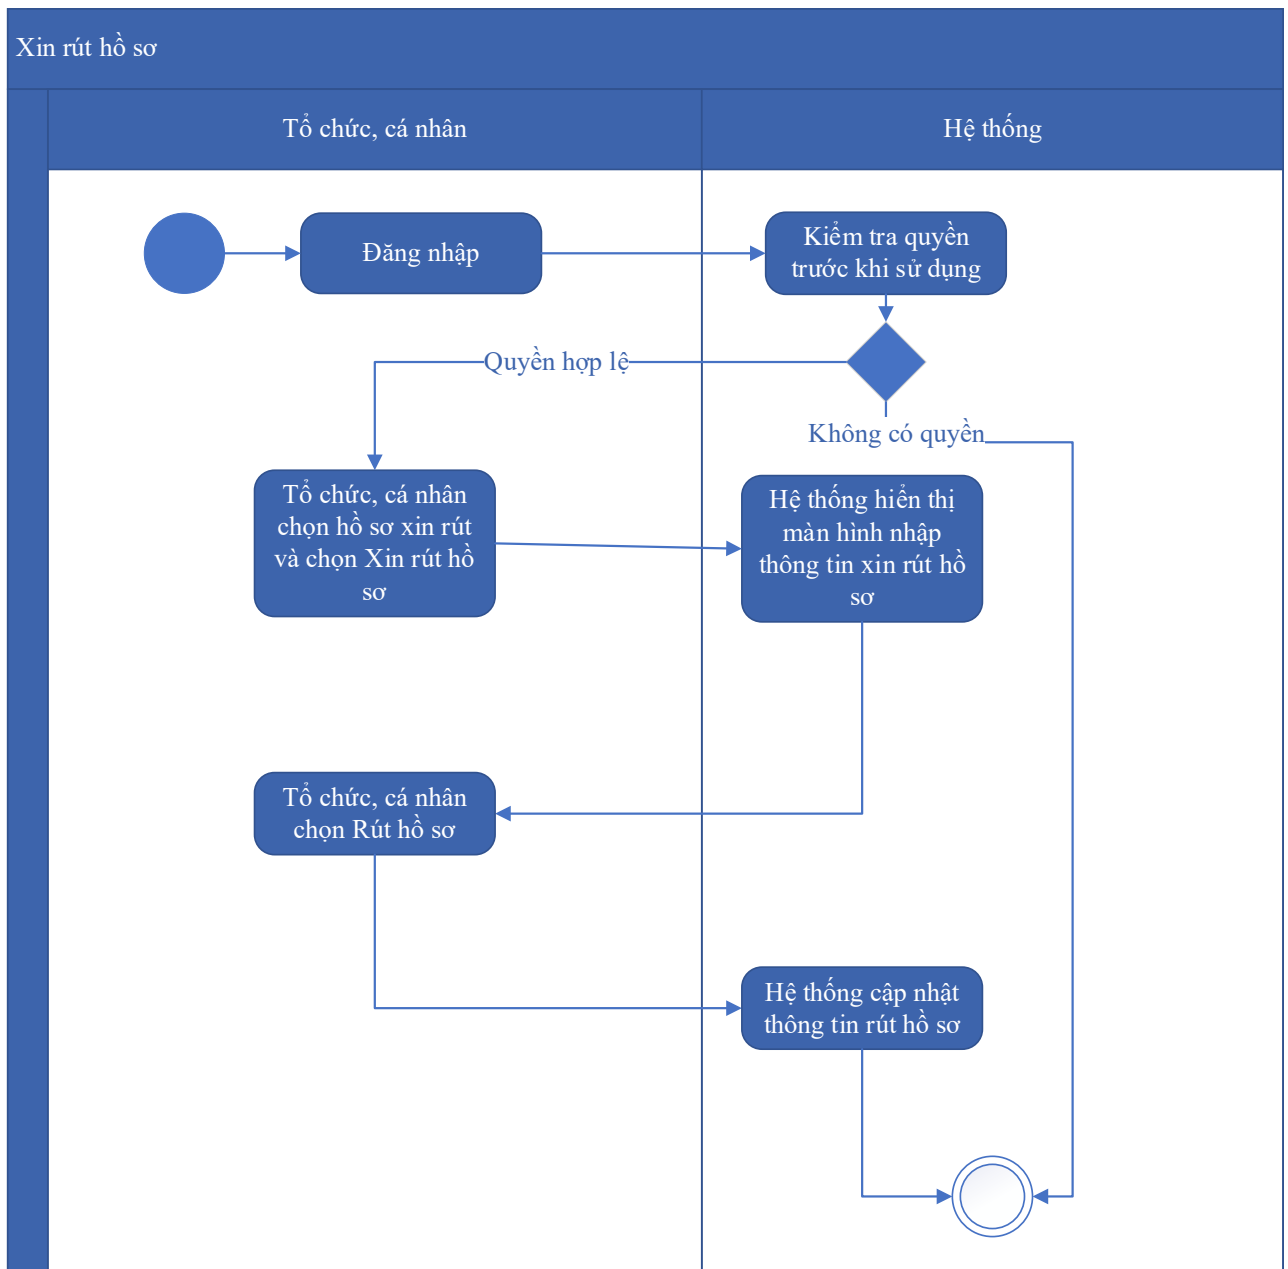 Xin rút hồ sơ
Tổ chức, cá nhân
Hệ thống
Đăng nhập
Kiểm tra quyền
trước khi sử dụng
Quyền hợp lệ
Không có quyền
Tổ chức, cá nhân
chọn hồ sơ xin rút
và chọn Xin rút hồ
sơ
Hệ thống hiển thị
màn hình nhập
thông tin xin rút hồ
sơ
Tổ chức, cá nhân
chọn Rút hồ sơ
Hệ thống cập nhật
thông tin rút hồ sơ